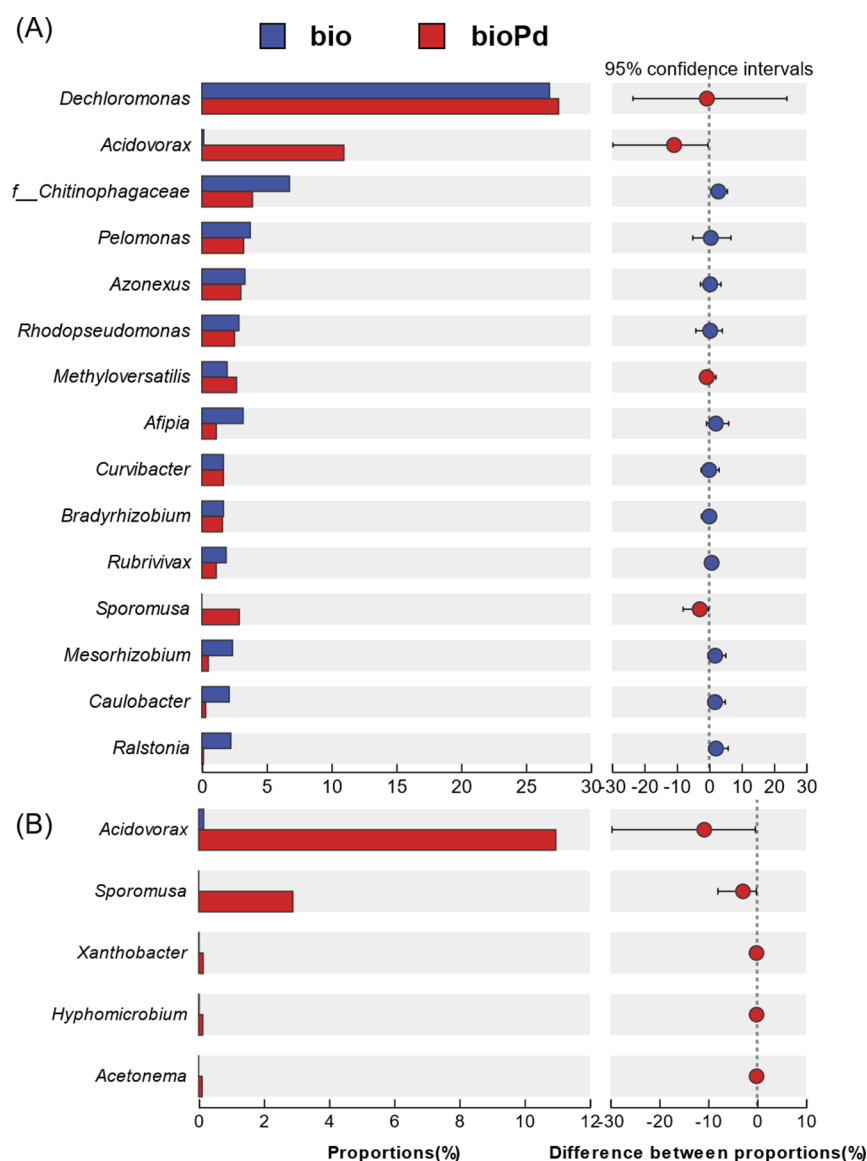 (A)
bio
bioPd
95% confidence intervals
Dechloromonas
Acidovorax
f__Chitinophagaceae
Pelomonas
Azonexus
Rhodopseudomonas
Methyloversatilis
Afipia
Curvibacter
Bradyrhizobium
Rubrivivax
Sporomusa
Mesorhizobium
Caulobacter
Ralstonia
0 5 10 15 20 25 30 -30 -20 -10 0 10 20 30
(B)
Acidovorax
Sporomusa
Xanthobacter
Hyphomicrobium
Acetonema
0 2 4 6 8 10 12 -30 -20 -10 0 10
Proportions(%)
Difference between proportions(%)